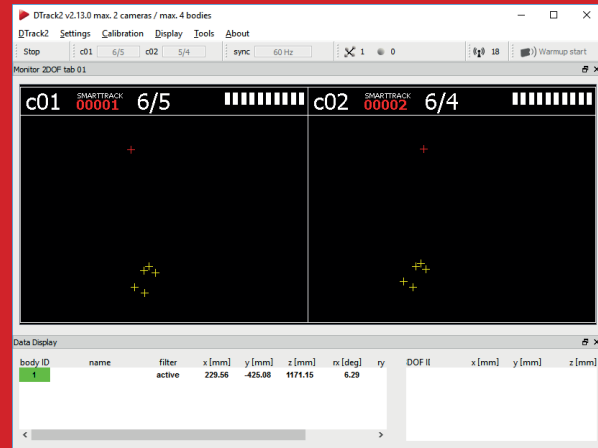 DTrack2 v2.13.0 max. 2 cameras / max. 4 bodies
DTrack2 Settings Calibration Display Tools About
Stop c01 6/5 c02 5/4 sync 60 Hz 1 0 18 Warmup start
Monitor 2DOF tab 01
c01 SMARTTRACK 00001 6/5 c02 SMARTTRACK 00002 6/4
Data Display
body ID name filter x [mm] y [mm] z [mm] rx [deg] ry DOF II x [mm] y [mm] z [mm]
1 active 229.56 -425.08 1171.15 6.29